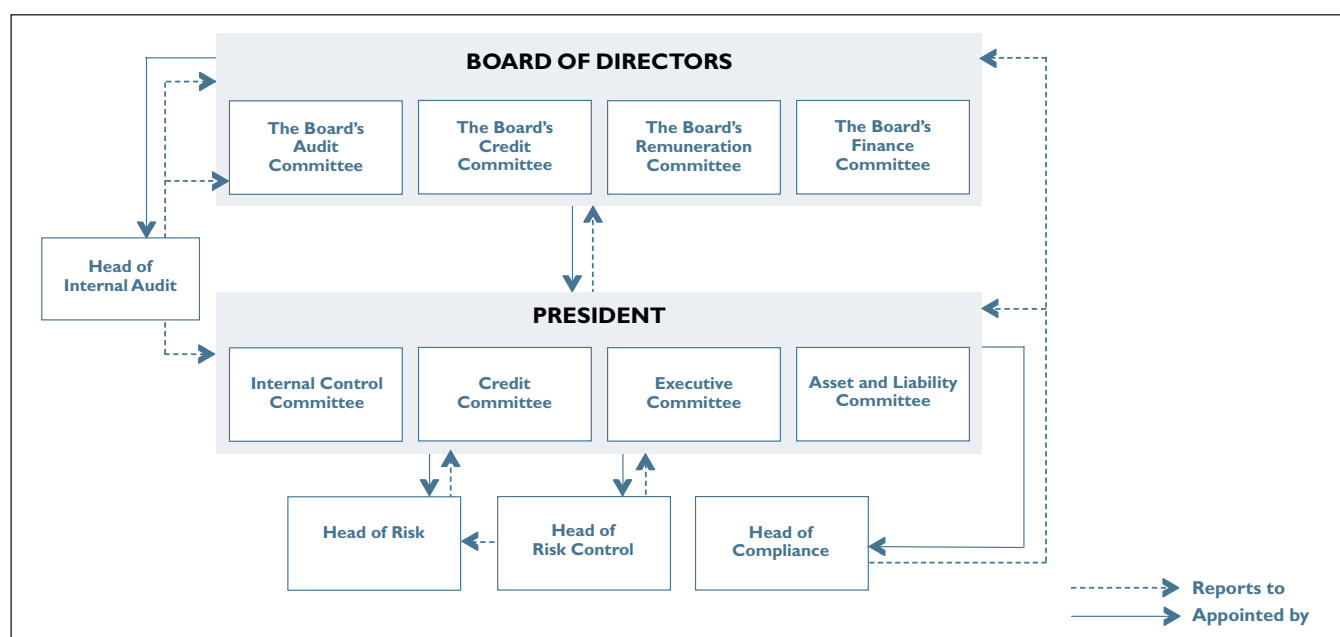 BOARD OF DIRECTORS
The Board's
Audit
Committee
The Board's
Credit
Committee
The Board's
Remuneration
Committee
The Board's
Finance
Committee
Head of
Internal Audit
PRESIDENT
Internal Control
Committee
Credit
Committee
Executive
Committee
Asset and Liability
Committee
Head of Risk
Head of
Risk Control
Head of
Compliance
Reports to
Appointed by